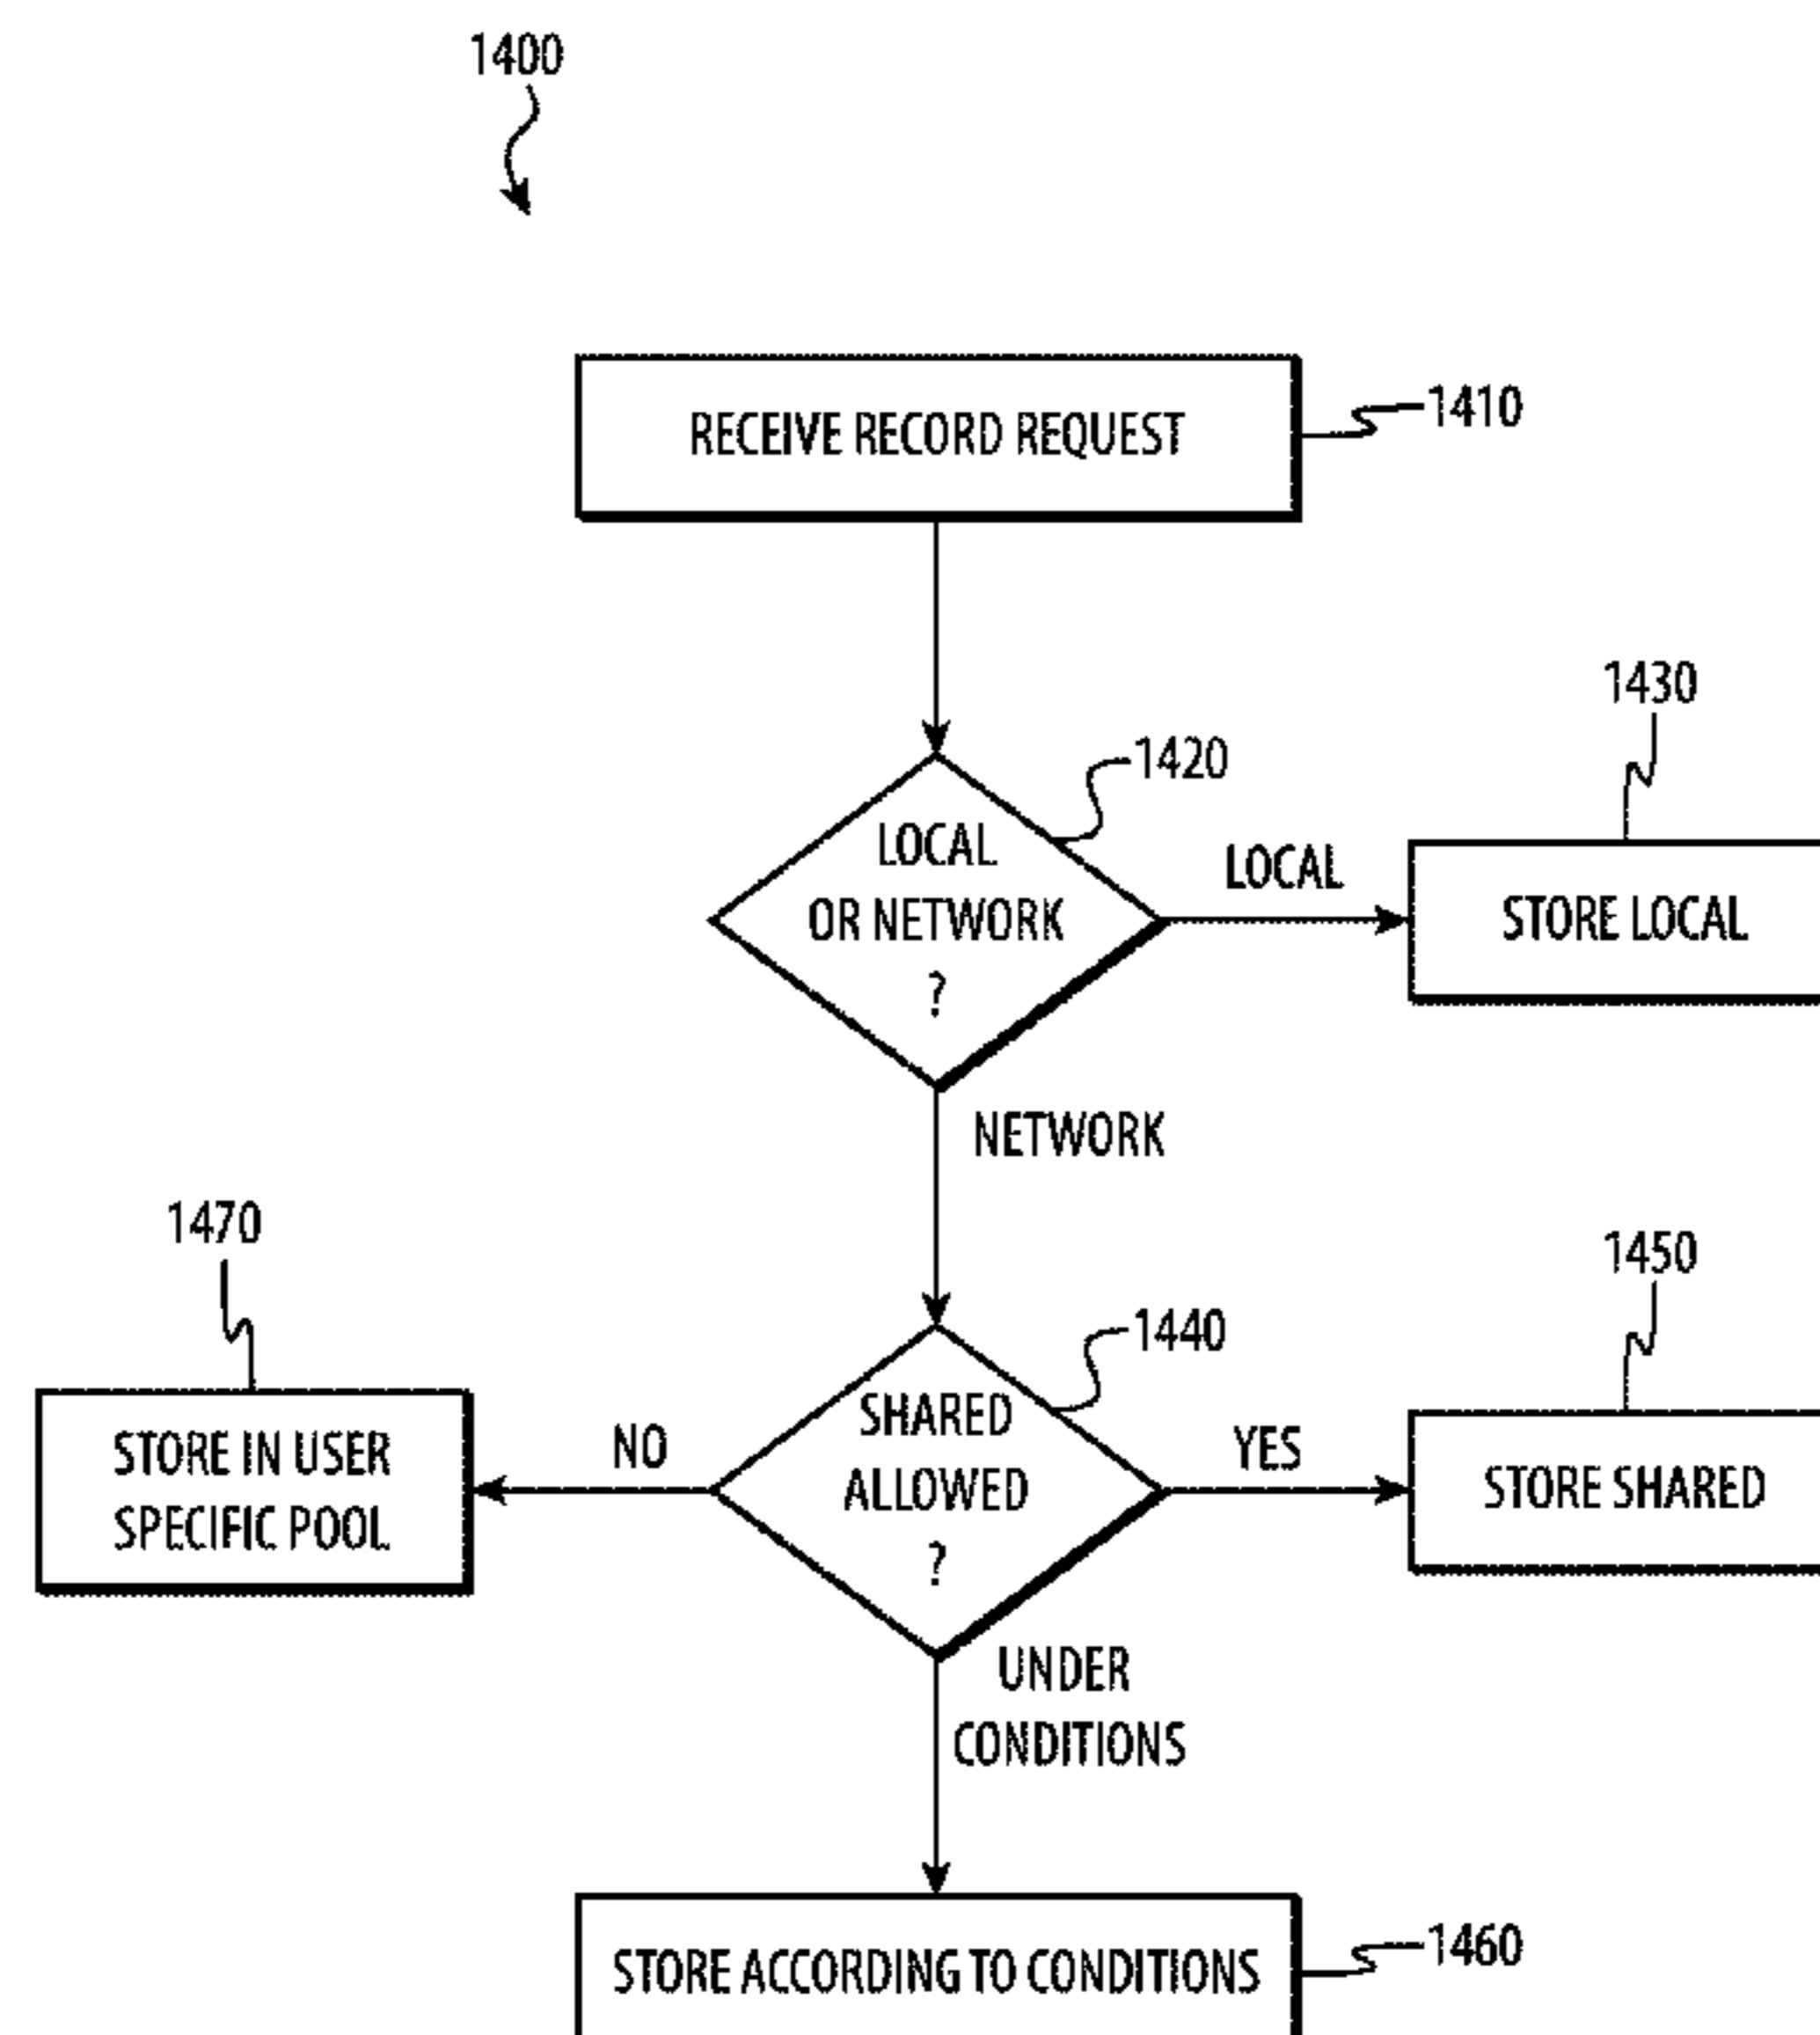 1400
RECEIVE RECORD REQUEST
1410
1420
LOCAL
OR NETWORK
?
LOCAL
1430
STORE LOCAL
NETWORK
1470
STORE IN USER
SPECIFIC POOL
NO
1440
SHARED
ALLOWED
?
YES
1450
STORE SHARED
UNDER
CONDITIONS
STORE ACCORDING TO CONDITIONS
1460